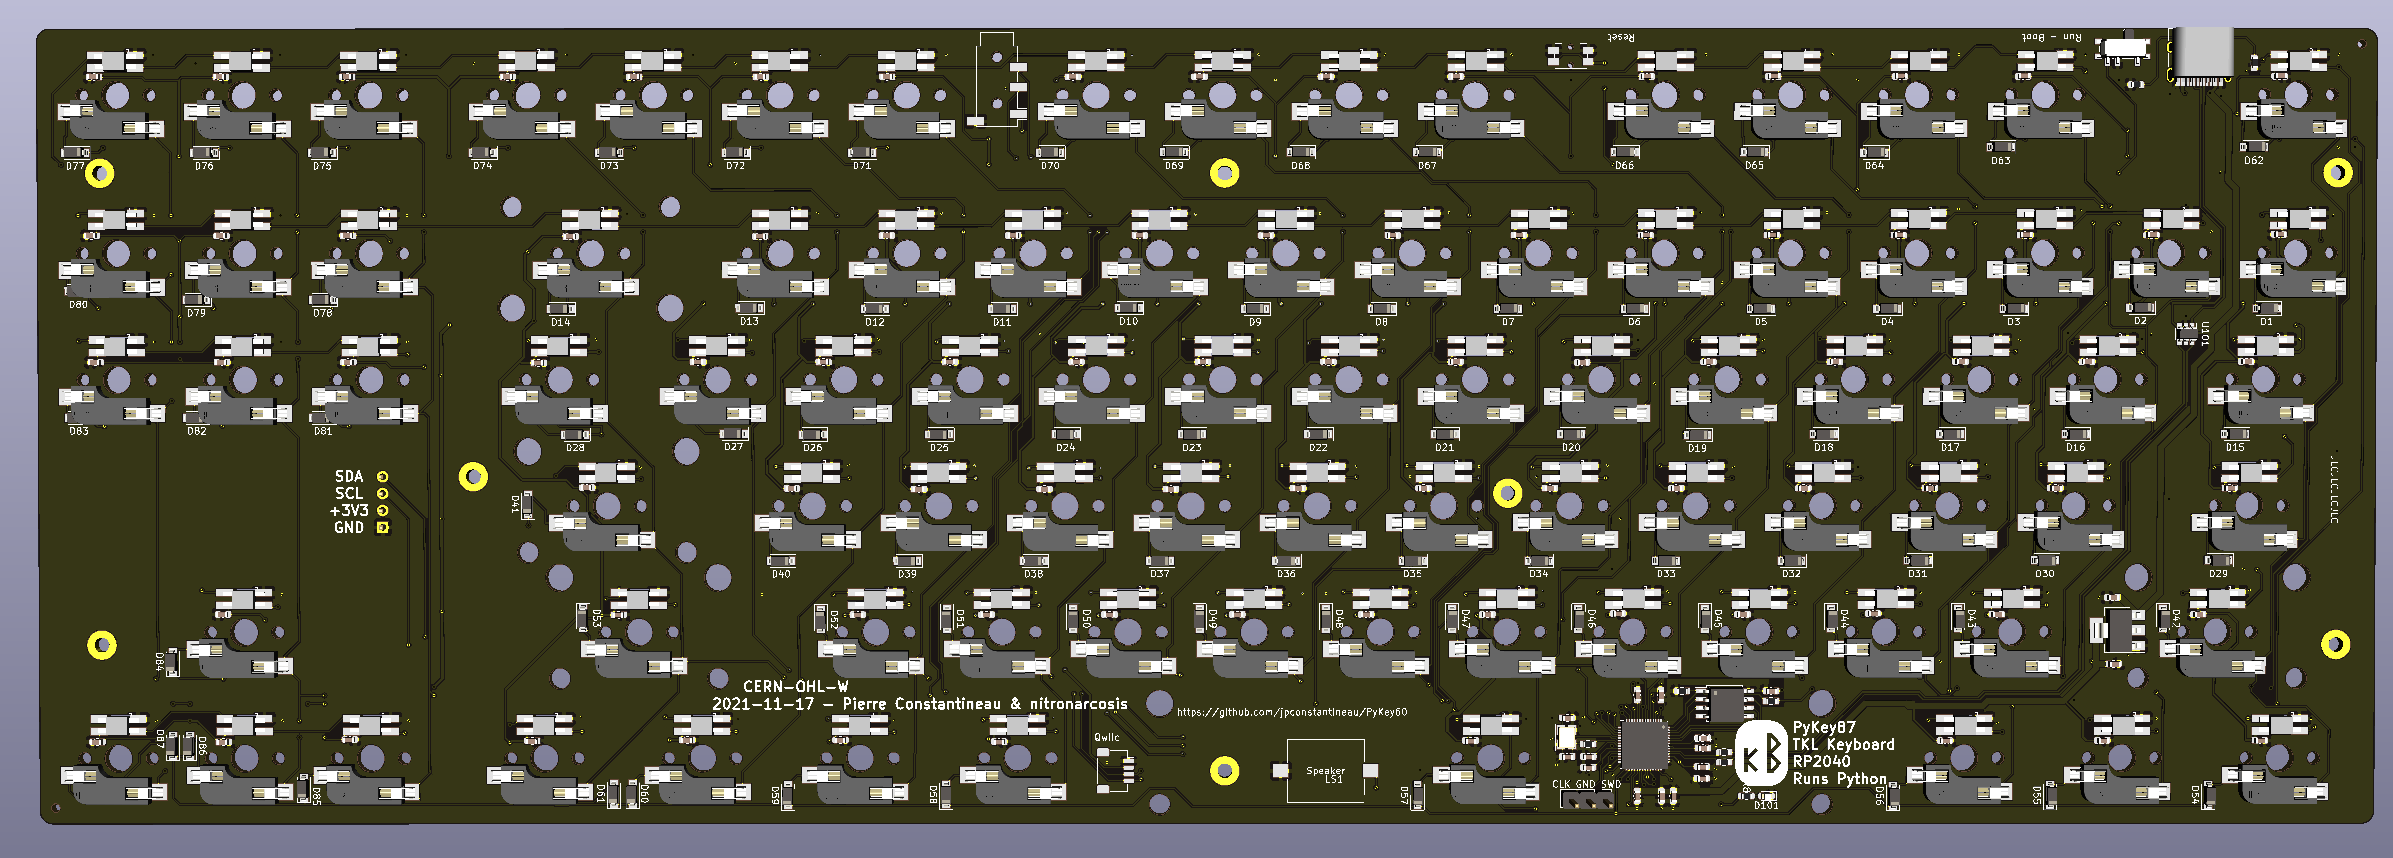 Reset
Run - Boot
D77 D76 D75 D74 D73 D72 D71 D70 D69 D68 D67 D66 D65 D64 D63 D62
D80 D79 D78 D14 D13 D12 D11 D10 D9 D8 D7 D6 D5 D4 D3 D2 D1
U101
D83 D82 D81 D28 D27 D26 D25 D24 D23 D22 D21 D20 D19 D18 D17 D16 D15
SDA
SCL
+3V3
GND
JLCJLCJLCJLC
D41 D40 D39 D38 D37 D36 D35 D34 D33 D32 D31 D30 D29
D84 D53 D52 D51 D50 D49 D48 D47 D46 D45 D44 D43 D42
CERN-OHL-W
2021-11-17 - Pierre Constantineau & nitronarcosis
https://github.com/jpconstantineau/PyKey60
PyKey87
TKL Keyboard
RP2040
Runs Python
Qwiic
Speaker
LS1
CLK GND SWD
D87 D86 D85 D61 D60 D59 D58 D57 D101 D56 D55 D54